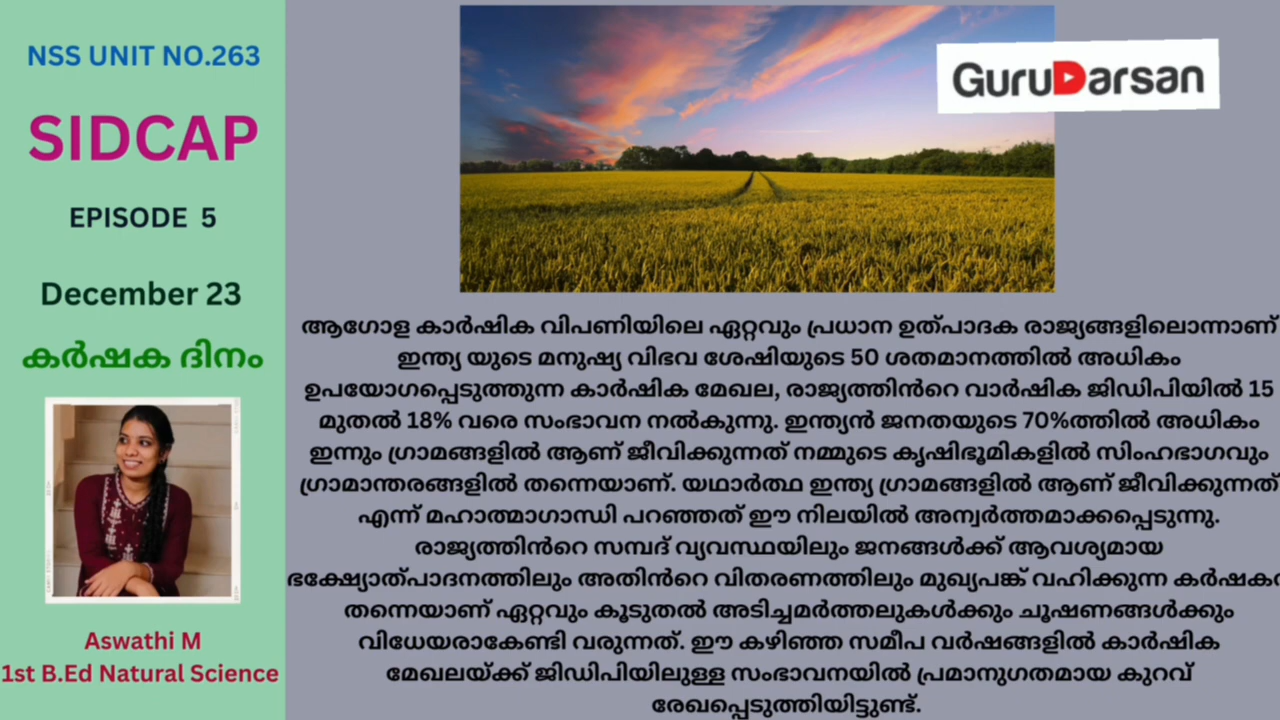 NSS UNIT NO.263
SIDCAP
EPISODE 5
December 23
കർഷക ദിനം
Aswathi M
1st B.Ed Natural Science
GuruDarsan
ആഗോള കാർഷിക വിപണിയിലെ ഏറ്റവും പ്രധാന ഉത്പാദക രാജ്യങ്ങളിലൊന്നാണ്
ഇന്ത്യ യുടെ മനുഷ്യ വിഭവ ശേഷിയുടെ 50 ശതമാനത്തിൽ അധികം
ഉപയോഗപ്പെടുത്തുന്ന കാർഷിക മേഖല, രാജ്യത്തിൻറെ വാർഷിക ജിഡിപിയിൽ 15
മുതൽ 18% വരെ സംഭാവന നൽകുന്നു. ഇന്ത്യൻ ജനതയുടെ 70%ത്തിൽ അധികം
ഇന്നും ഗ്രാമങ്ങളിൽ ആണ് ജീവിക്കുന്നത് നമ്മുടെ കൃഷിഭൂമികളിൽ സിംഹഭാഗവും
ഗ്രാമാന്തരങ്ങളിൽ തന്നെയാണ്. യഥാർത്ഥ ഇന്ത്യ ഗ്രാമങ്ങളിൽ ആണ് ജീവിക്കുന്നത്
എന്ന് മഹാത്മാഗാന്ധി പറഞ്ഞത് ഈ നിലയിൽ അന്വർത്തമാക്കപ്പെടുന്നു.
രാജ്യത്തിൻറെ സമ്പദ് വ്യവസ്ഥയിലും ജനങ്ങൾക്ക് ആവശ്യമായ
ഭക്ഷ്യോത്പാദനത്തിലും അതിൻറെ വിതരണത്തിലും മുഖ്യപങ്ക് വഹിക്കുന്ന
തന്നെയാണ് ഏറ്റവും കൂടുതൽ അടിച്ചമർത്തലുകൾക്കും ചൂഷണങ്ങൾക്കും
വിധേയരാകേണ്ടി വരുന്നത്. ഈ കഴിഞ്ഞ സമീപ വർഷങ്ങളിൽ കാർഷിക
മേഖലയ്ക്ക് ജിഡിപിയിലുള്ള സംഭാവനയിൽ പ്രമാനുഗതമായ കുറവ്
രേഖപ്പെടുത്തിയിട്ടുണ്ട്.